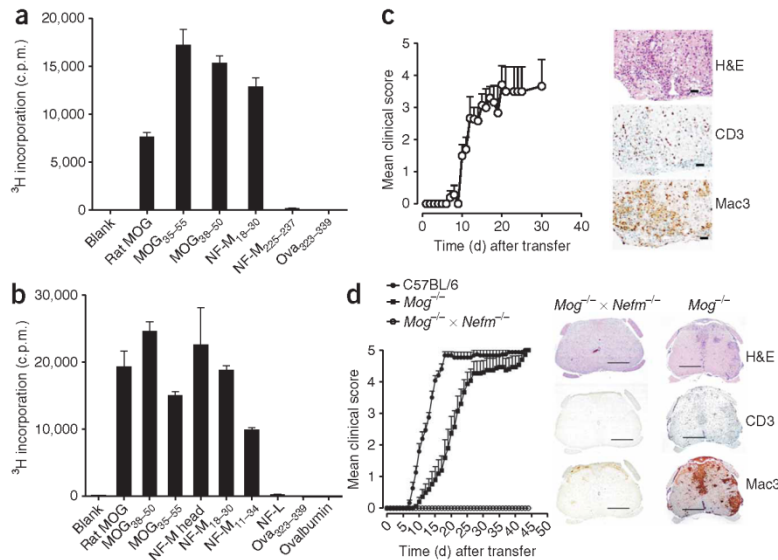 a
20,000
15,000
10,000
5,000
0
³H incorporation (c.p.m.)
Blank
Rat MOG
MOG₃₅₋₅₅
MOG₃₈₋₅₀
NF-M₁₈₋₃₀
NF-M₂₂₅₋₂₃₇
Ova₃₂₃₋₃₃₉
b
30,000
20,000
10,000
0
³H incorporation (c.p.m.)
Blank
Rat MOG
MOG₃₈₋₅₀
MOG₃₅₋₅₅
NF-M head
NF-M₁₈₋₃₀
NF-M₁₁₋₃₄
NF-L
Ova₃₂₃₋₃₃₉
Ovalbumin
c
5
4
3
2
1
0
Mean clinical score
0 10 20 30 40
Time (d) after transfer
H&E
CD3
Mac3
d
C57BL/6
Mog⁻/⁻
Mog⁻/⁻ × Nefm⁻/⁻
5
4
3
2
1
0
Mean clinical score
0 5 10 15 20 25 30 35 40 45 50
Time (d) after transfer
Mog⁻/⁻ × Nefm⁻/⁻ Mog⁻/⁻
H&E
CD3
Mac3